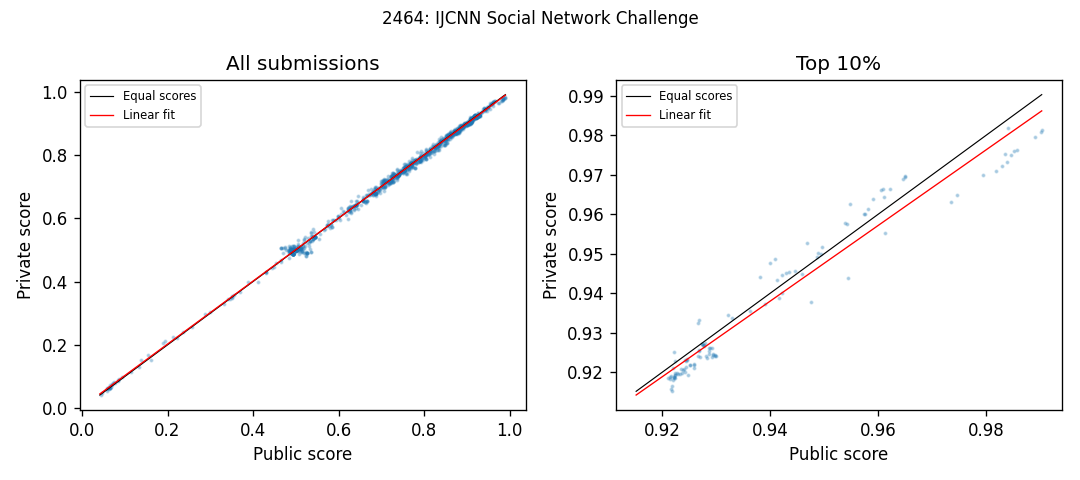 2464: IJCNN Social Network Challenge
All submissions
Equal scores
Linear fit
1.0
0.8
0.6
0.4
0.2
0.0
Private score
0.0 0.2 0.4 0.6 0.8 1.0
Public score
Top 10%
Equal scores
Linear fit
0.99
0.98
0.97
0.96
0.95
0.94
0.93
0.92
Private score
0.92 0.94 0.96 0.98
Public score